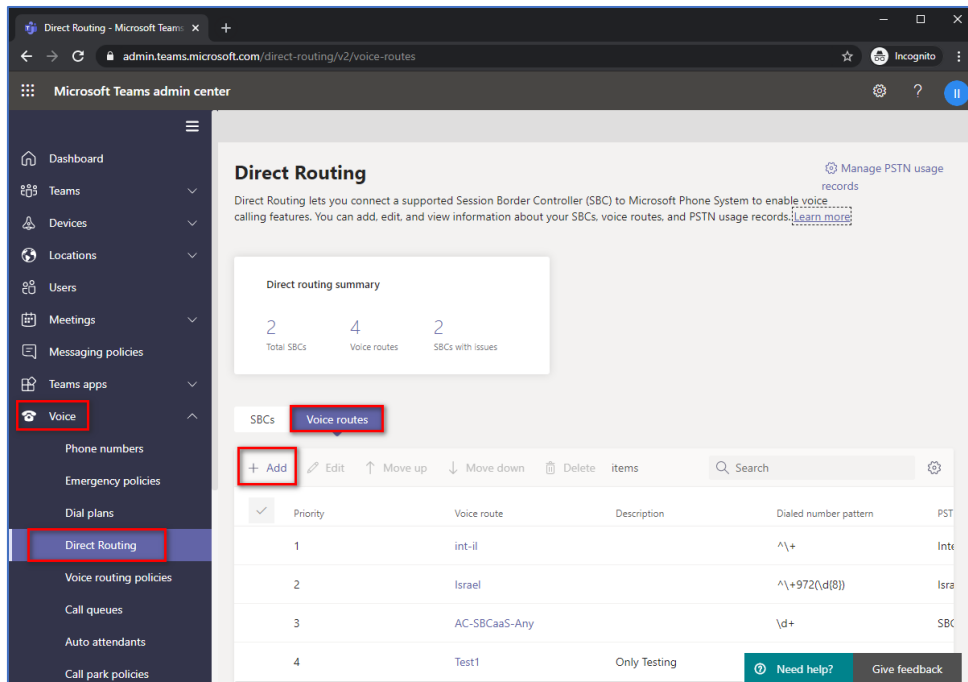 Direct Routing - Microsoft Teams
admin.teams.microsoft.com/direct-routing/v2/voice-routes
Incognito
Microsoft Teams admin center
?
II
Dashboard
Teams
Devices
Locations
Users
Meetings
Messaging policies
Teams apps
Voice
Phone numbers
Emergency policies
Dial plans
Direct Routing
Voice routing policies
Call queues
Auto attendants
Call park policies
Direct Routing
Manage PSTN usage
records
Direct Routing lets you connect a supported Session Border Controller (SBC) to Microsoft Phone System to enable voice
calling features. You can add, edit, and view information about your SBCs, voice routes, and PSTN usage records. Learn more
Direct routing summary
2 4 2
Total SBCs Voice routes SBCs with issues
SBCs Voice routes
+ Add Edit Move up Move down Delete items Search
Priority Voice route Description Dialed number pattern PST
1 int-il ^\+ Inte
2 Israel ^\+972(\d{8}) Isra
3 AC-SBCaaS-Any \d+ SBC
4 Test1 Only Testing
Need help? Give feedback